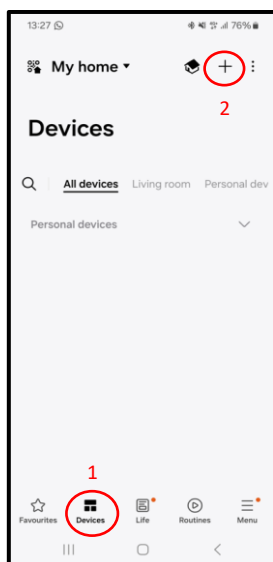 13:27 76%
My home
2
Devices
All devices Living room Personal dev
Personal devices
1
Favourites Devices Life Routines Menu